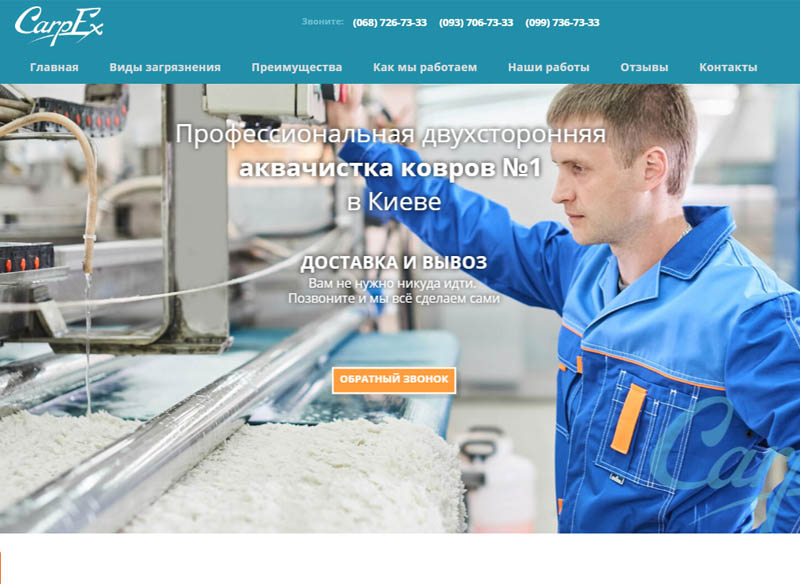 CarpEx
Звоните: (068) 726-73-33 (093) 706-73-33 (099) 736-73-33
Главная Виды загрязнения Преимущества Как мы работаем Наши работы Отзывы Контакты
Профессиональная двухсторонняя
аквачистка ковров №1
в Киеве
ДОСТАВКА И ВЫВОЗ
Вам не нужно никуда идти.
Позвоните и мы всё сделаем сами
ОБРАТНЫЙ ЗВОНОК
Carp